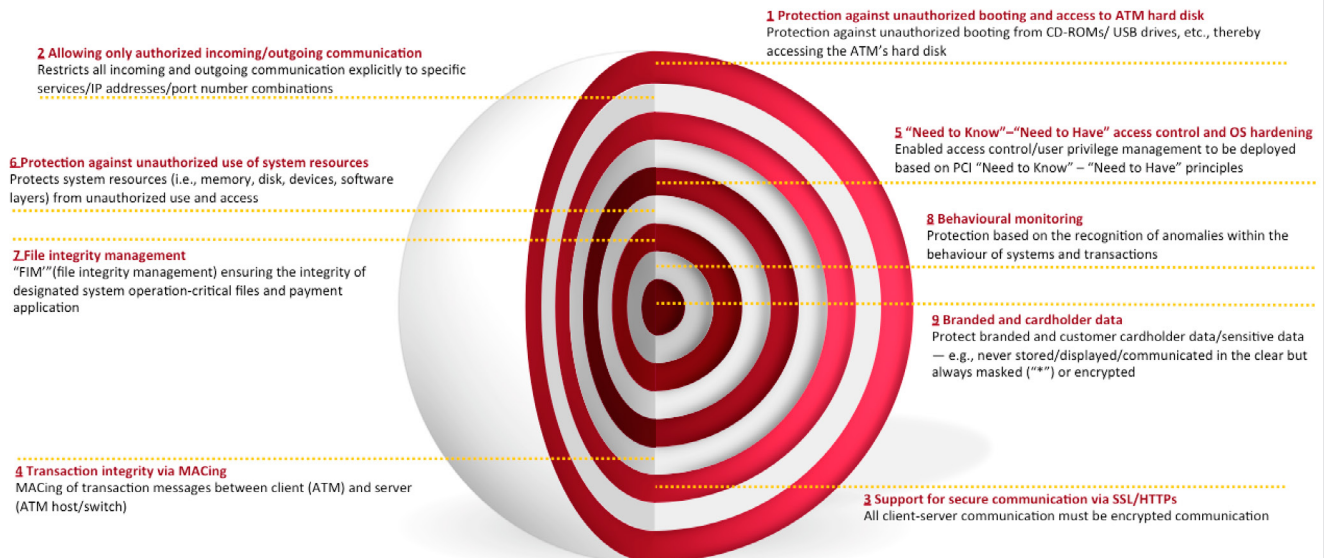 1 Protection against unauthorized booting and access to ATM hard disk
Protection against unauthorized booting from CD-ROMs/ USB drives, etc., thereby
accessing the ATM's hard disk
2 Allowing only authorized incoming/outgoing communication
Restricts all incoming and outgoing communication explicitly to specific
services/IP addresses/port number combinations
5 “Need to Know”–“Need to Have” access control and OS hardening
Enabled access control/user privilege management to be deployed
based on PCI “Need to Know” – “Need to Have” principles
6 Protection against unauthorized use of system resources
Protects system resources (i.e., memory, disk, devices, software
layers) from unauthorized use and access
8 Behavioural monitoring
Protection based on the recognition of anomalies within the
behaviour of systems and transactions
7 File integrity management
“FIM’”(file integrity management) ensuring the integrity of
designated system operation-critical files and payment
application
9 Branded and cardholder data
Protect branded and customer cardholder data/sensitive data
— e.g., never stored/displayed/communicated in the clear but
always masked (“*”) or encrypted
4 Transaction integrity via MACing
MACing of transaction messages between client (ATM) and server
(ATM host/switch)
3 Support for secure communication via SSL/HTTPs
All client-server communication must be encrypted communication